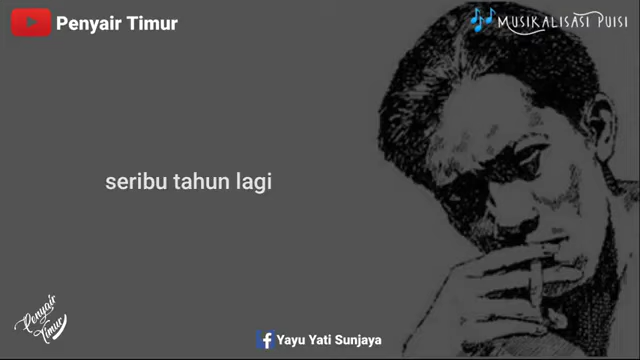 Penyair Timur
MUSIKALISASI PUISI
seribu tahun lagi
Penyair
Timur
Yayu Yati Sunjaya